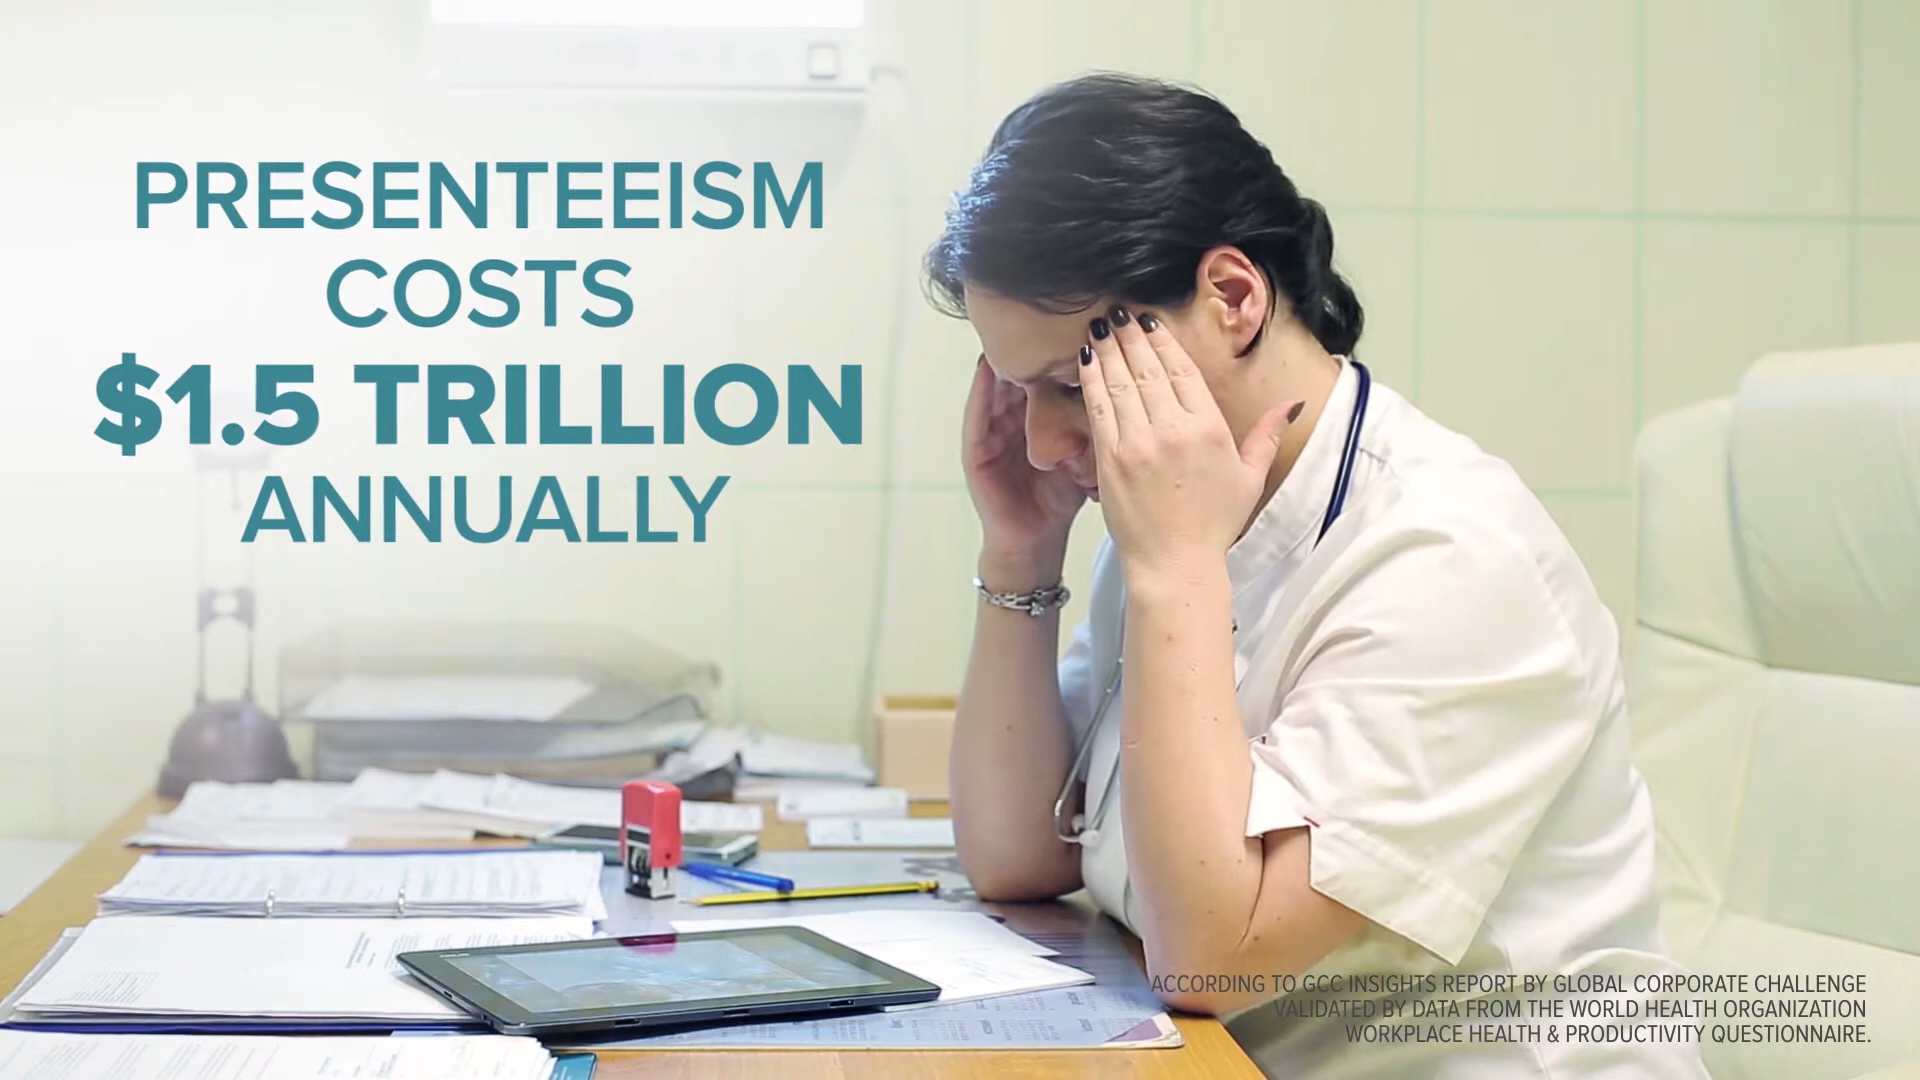 PRESENTEEISM
COSTS
$1.5 TRILLION
ANNUALLY
ACCORDING TO GCC INSIGHTS REPORT BY GLOBAL CORPORATE CHALLENGE
VALIDATED BY DATA FROM THE WORLD HEALTH ORGANIZATION
WORKPLACE HEALTH & PRODUCTIVITY QUESTIONNAIRE.